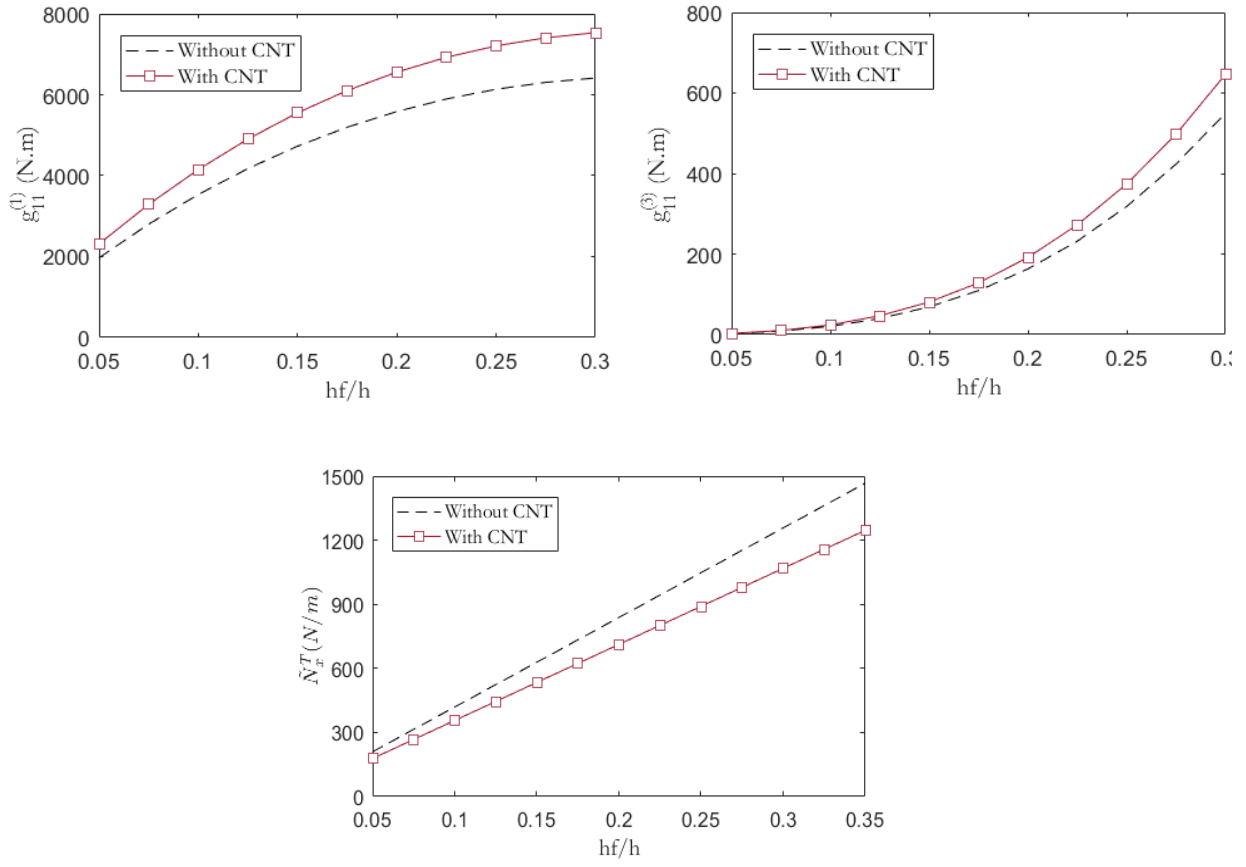 8000
6000
4000
2000
0
g11(1) (N.m)
Without CNT
With CNT
0.05 0.1 0.15 0.2 0.25 0.3
hf/h
800
600
400
200
0
g11(3) (N.m)
Without CNT
With CNT
0.05 0.1 0.15 0.2 0.25 0.3
hf/h
1500
1200
900
600
300
0
ÑxT(N/m)
Without CNT
With CNT
0.05 0.1 0.15 0.2 0.25 0.3 0.35
hf/h